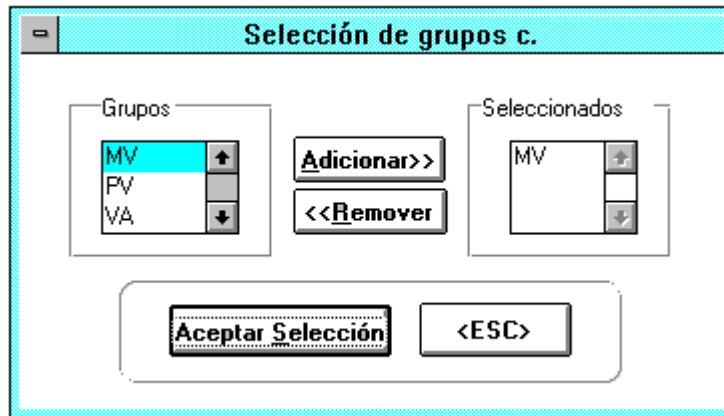 Selección de grupos c.
Grupos
MV
PV
VA
Adicionar>>
<<Remover
Seleccionados
MV
Aceptar Selección
<ESC>